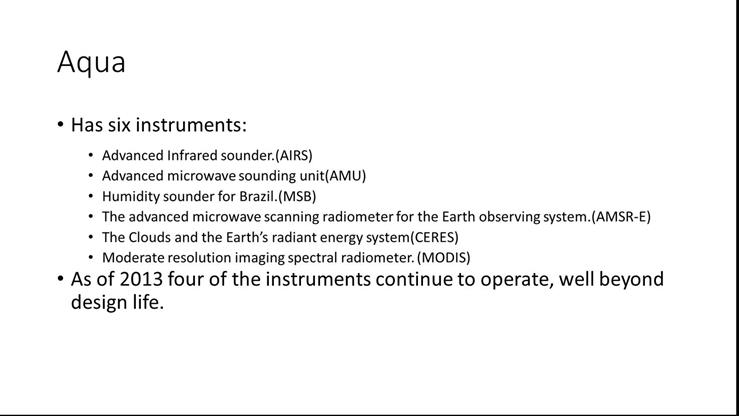 Aqua
• Has six instruments:
• Advanced Infrared sounder.(AIRS)
• Advanced microwave sounding unit(AMU)
• Humidity sounder for Brazil.(MSB)
• The advanced microwave scanning radiometer for the Earth observing system.(AMSR-E)
• The Clouds and the Earth’s radiant energy system(CERES)
• Moderate resolution imaging spectral radiometer. (MODIS)
• As of 2013 four of the instruments continue to operate, well beyond
design life.